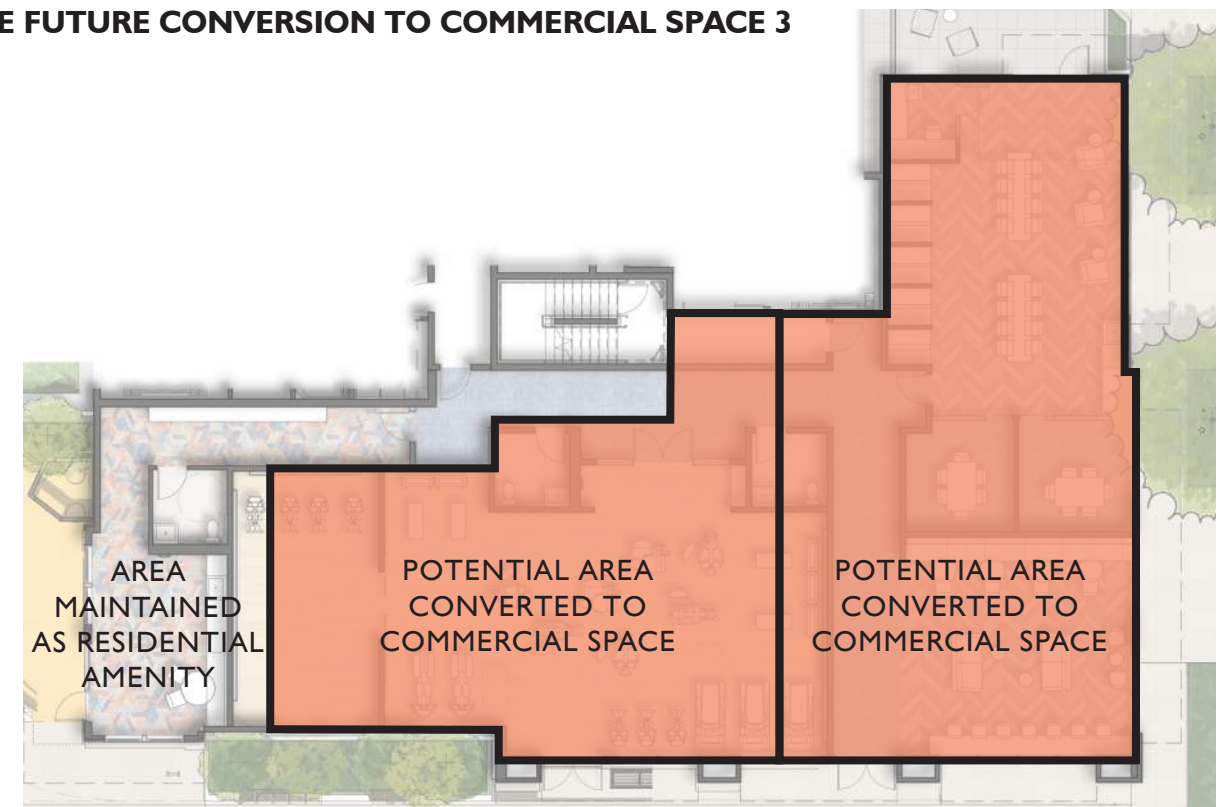 E FUTURE CONVERSION TO COMMERCIAL SPACE 3
AREA
MAINTAINED
AS RESIDENTIAL
AMENITY
POTENTIAL AREA
CONVERTED TO
COMMERCIAL SPACE
POTENTIAL AREA
CONVERTED TO
COMMERCIAL SPACE